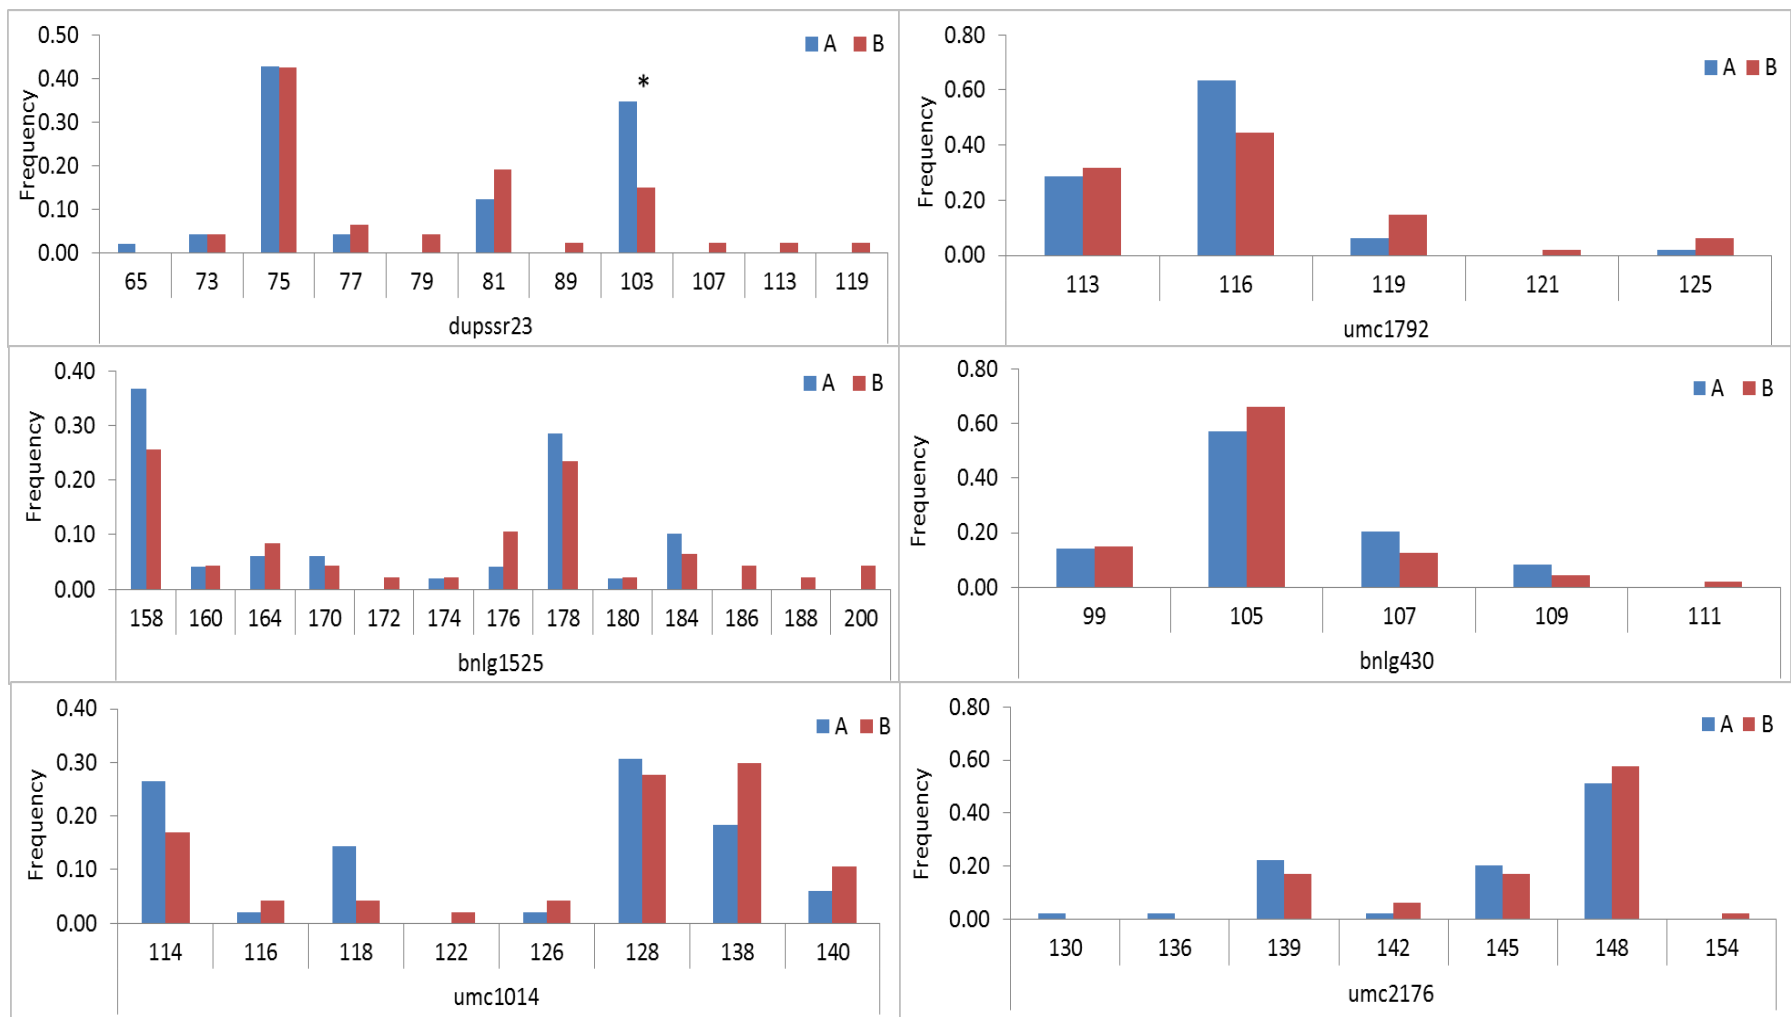 0.50
0.40
0.30
0.20
0.10
0.00
Frequency
A B
*
65 73 75 77 79 81 89 103 107 113 119
dupssr23
0.80
0.60
0.40
0.20
0.00
Frequency
A B
113 116 119 121 125
umc1792
0.40
0.30
0.20
0.10
0.00
Frequency
A B
158 160 164 170 172 174 176 178 180 184 186 188 200
bnlg1525
0.80
0.60
0.40
0.20
0.00
Frequency
A B
99 105 107 109 111
bnlg430
0.40
0.30
0.20
0.10
0.00
Frequency
A B
114 116 118 122 126 128 138 140
umc1014
0.80
0.60
0.40
0.20
0.00
Frequency
A B
130 136 139 142 145 148 154
umc2176